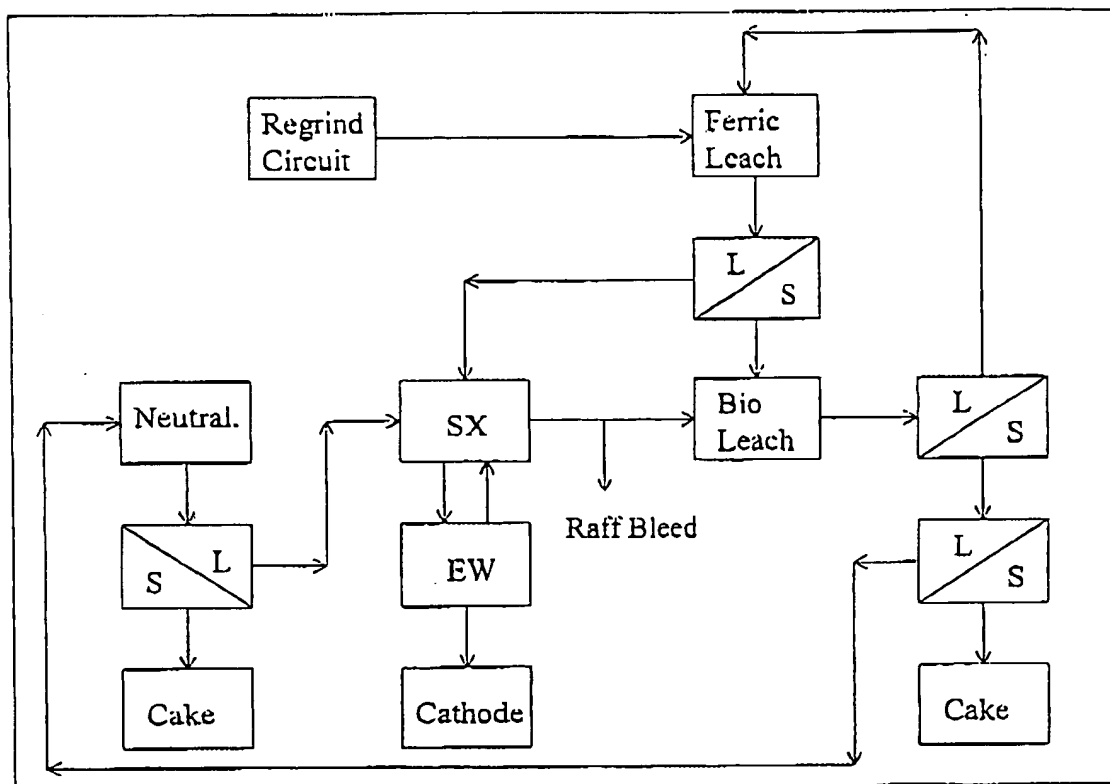 Regrind
Circuit
Ferric
Leach
L
S
Neutral.
SX
Bio
Leach
L
S
S
L
EW
Raff Bleed
L
S
Cake
Cathode
Cake